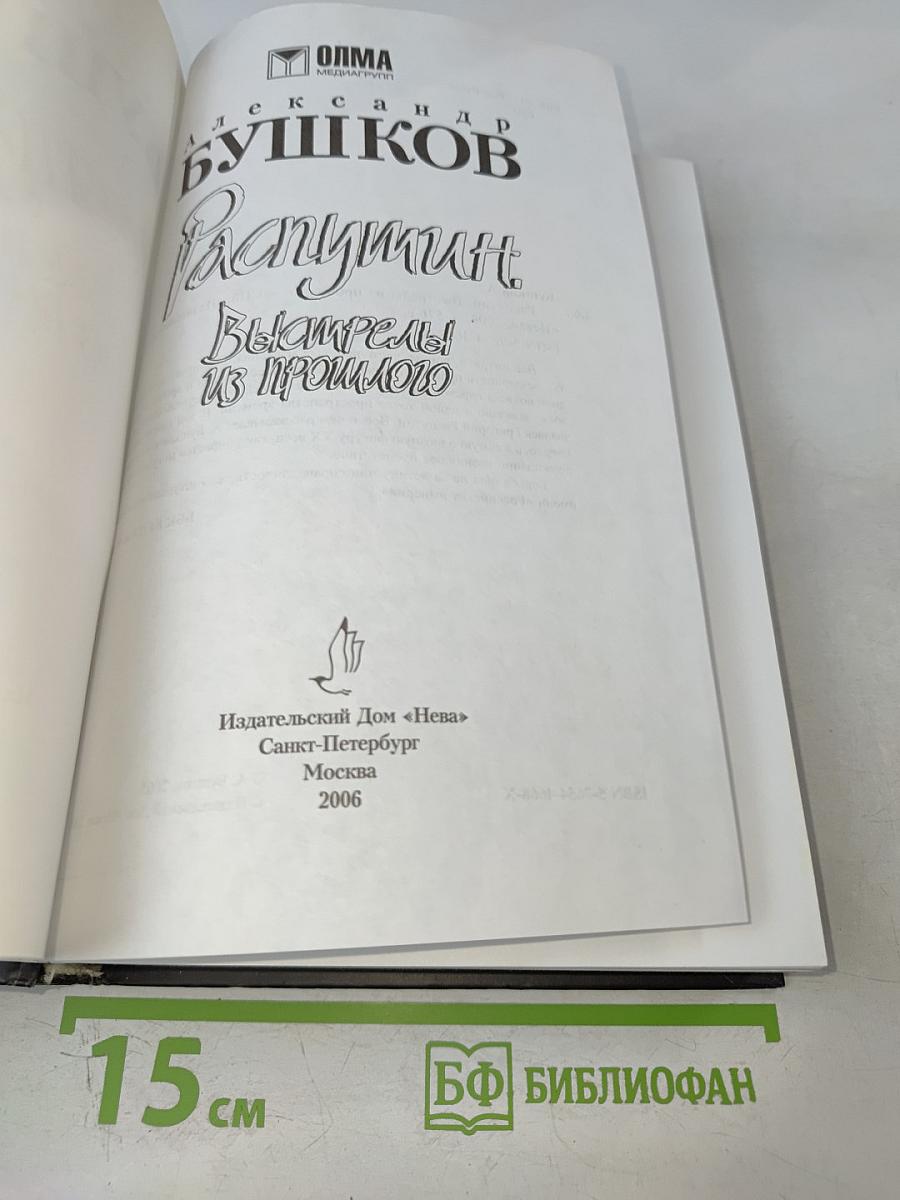 ОЛМА
МЕДИАГРУПП
Александр
БУШКОВ
Распутин.
Выстрелы
из прошлого
Издательский Дом «Нева»
Санкт-Петербург
Москва
2006
15 см
БФ БИБЛИОФАН